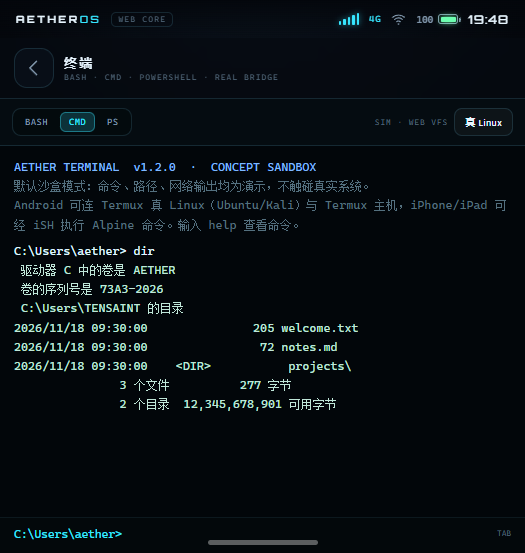 AETHEROS WEB CORE 4G 100 19:48
终端
BASH · CMD · POWERSHELL · REAL BRIDGE
BASH CMD PS SIM · WEB VFS 真 Linux
AETHER TERMINAL v1.2.0 · CONCEPT SANDBOX
默认沙盒模式: 命令、路径、网络输出均为演示，不触碰真实系统。
Android 可连 Termux 真 Linux（Ubuntu/Kali）与 Termux 主机，iPhone/iPad 可
经 iSH 执行 Alpine 命令。输入 help 查看命令。
C:\Users\aether> dir
驱动器 C 中的卷是 AETHER
卷的序列号是 73A3-2026
C:\Users\TENSAINT 的目录
2026/11/18 09:30:00 205 welcome.txt
2026/11/18 09:30:00 72 notes.md
2026/11/18 09:30:00 <DIR> projects\
3 个文件 277 字节
2 个目录 12,345,678,901 可用字节
C:\Users\aether> TAB